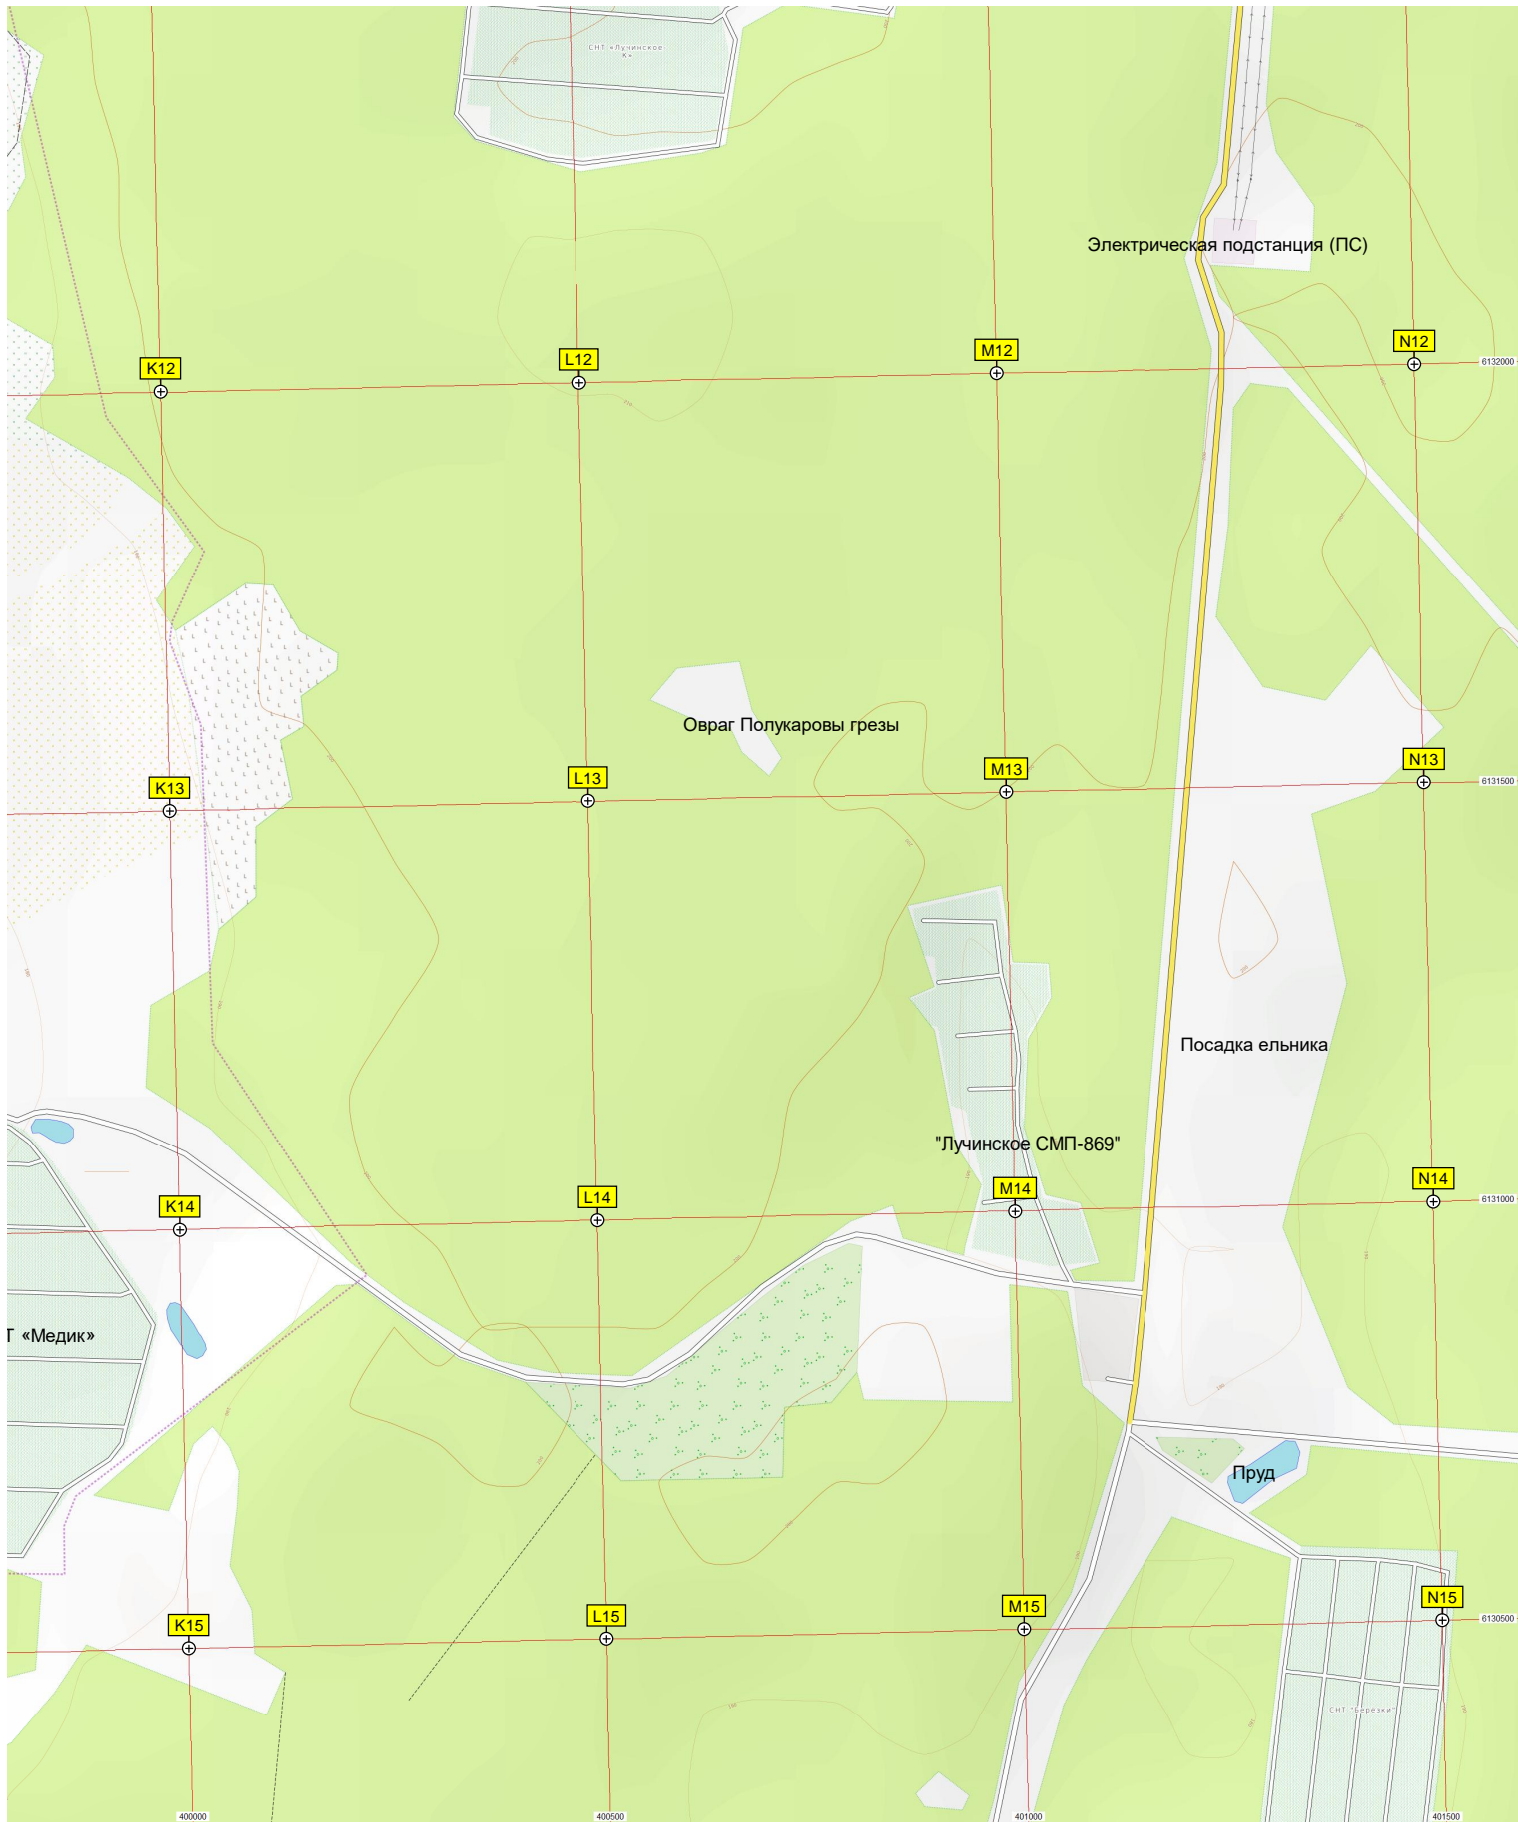 СНТ «Лучинское
К»
Электрическая подстанция (ПС)
K12
L12
M12
N12
6132000
Овраг Полукаровы грезы
K13
L13
M13
N13
6131500
Посадка ельника
"Лучинское СМП-869"
K14
L14
M14
N14
6131000
Т «Медик»
Пруд
K15
L15
M15
N15
6130500
СНТ "Березки"
400000
400500
401000
401500